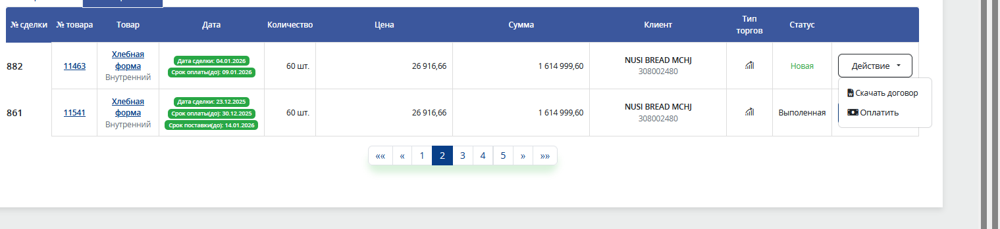 № сделки № товара Товар Дата Количество Цена Сумма Клиент Тип торгов Статус
882 11463 Хлебная форма Внутренний Дата сделки: 04.01.2026 Срок оплаты(до): 09.01.2026 60 шт. 26 916,66 1 614 999,60 NUSI BREAD MCHJ 308002480 Новая Действие
Скачать договор
Оплатить
861 11541 Хлебная форма Внутренний Дата сделки: 23.12.2025 Срок оплаты(до): 30.12.2025 Срок поставки(до): 14.01.2026 60 шт. 26 916,66 1 614 999,60 NUSI BREAD MCHJ 308002480 Выполенная
«« « 1 2 3 4 5 » »»